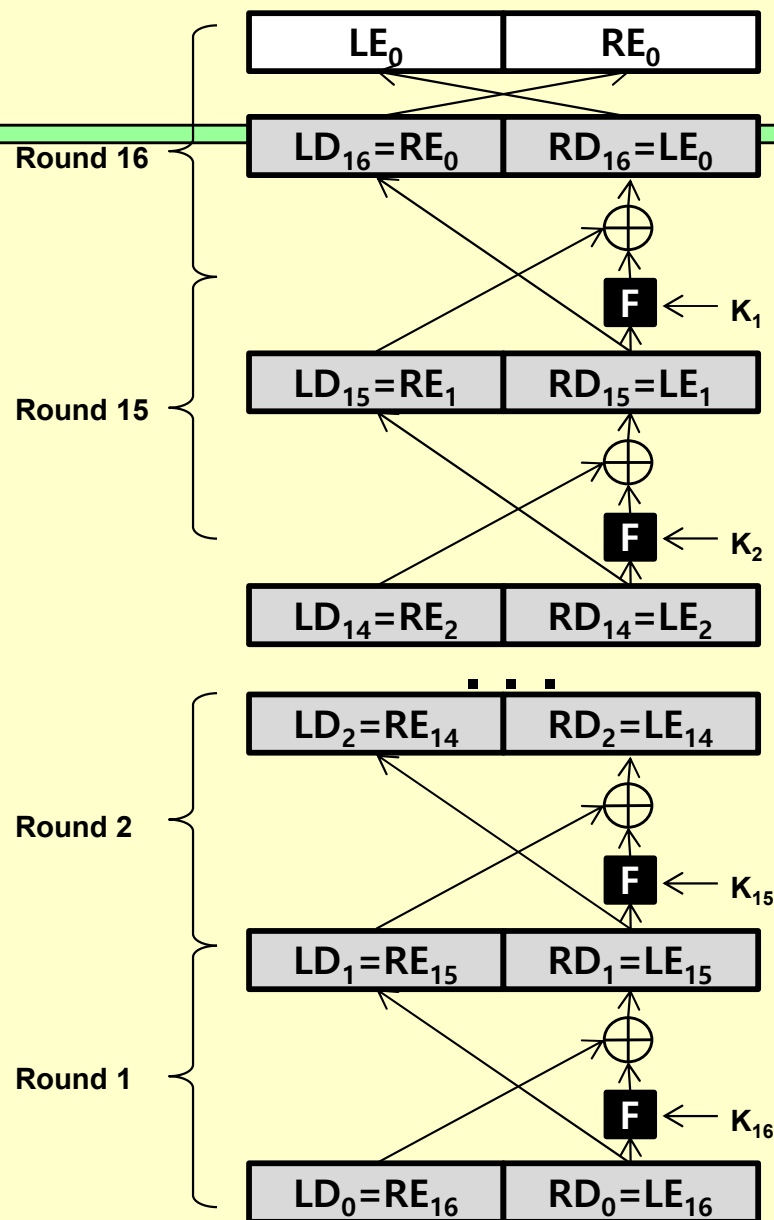 LE₀ RE₀
LD₁₆=RE₀ RD₁₆=LE₀
Round 16
F K₁
LD₁₅=RE₁ RD₁₅=LE₁
Round 15
F K₂
LD₁₄=RE₂ RD₁₄=LE₂
. . .
LD₂=RE₁₄ RD₂=LE₁₄
Round 2
F K₁₅
LD₁=RE₁₅ RD₁=LE₁₅
Round 1
F K₁₆
LD₀=RE₁₆ RD₀=LE₁₆